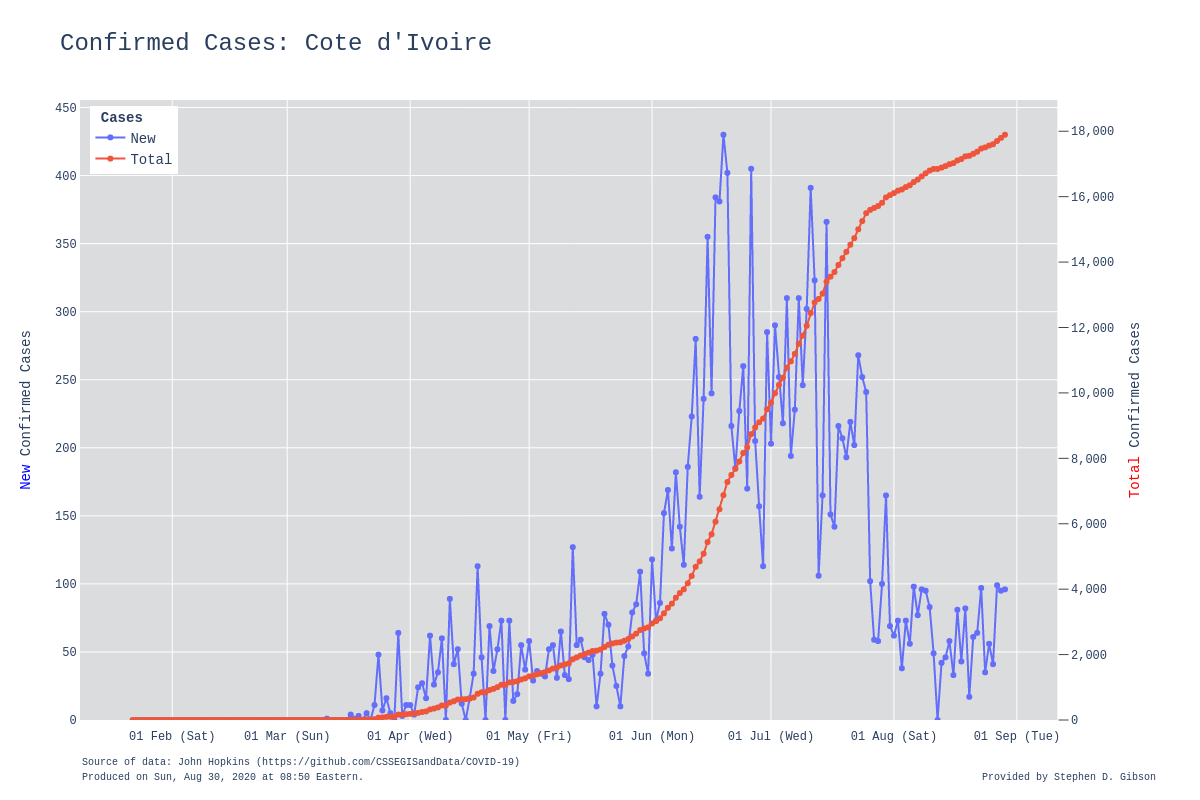 Confirmed Cases: Cote d'Ivoire
Cases
New
Total
450
400
350
300
250
200
150
100
50
0
18,000
16,000
14,000
12,000
10,000
8,000
6,000
4,000
2,000
0
New Confirmed Cases
Total Confirmed Cases
01 Feb (Sat) 01 Mar (Sun) 01 Apr (Wed) 01 May (Fri) 01 Jun (Mon) 01 Jul (Wed) 01 Aug (Sat) 01 Sep (Tue)
Source of data: John Hopkins (https://github.com/CSSEGISandData/COVID-19)
Produced on Sun, Aug 30, 2020 at 08:50 Eastern.
Provided by Stephen D. Gibson